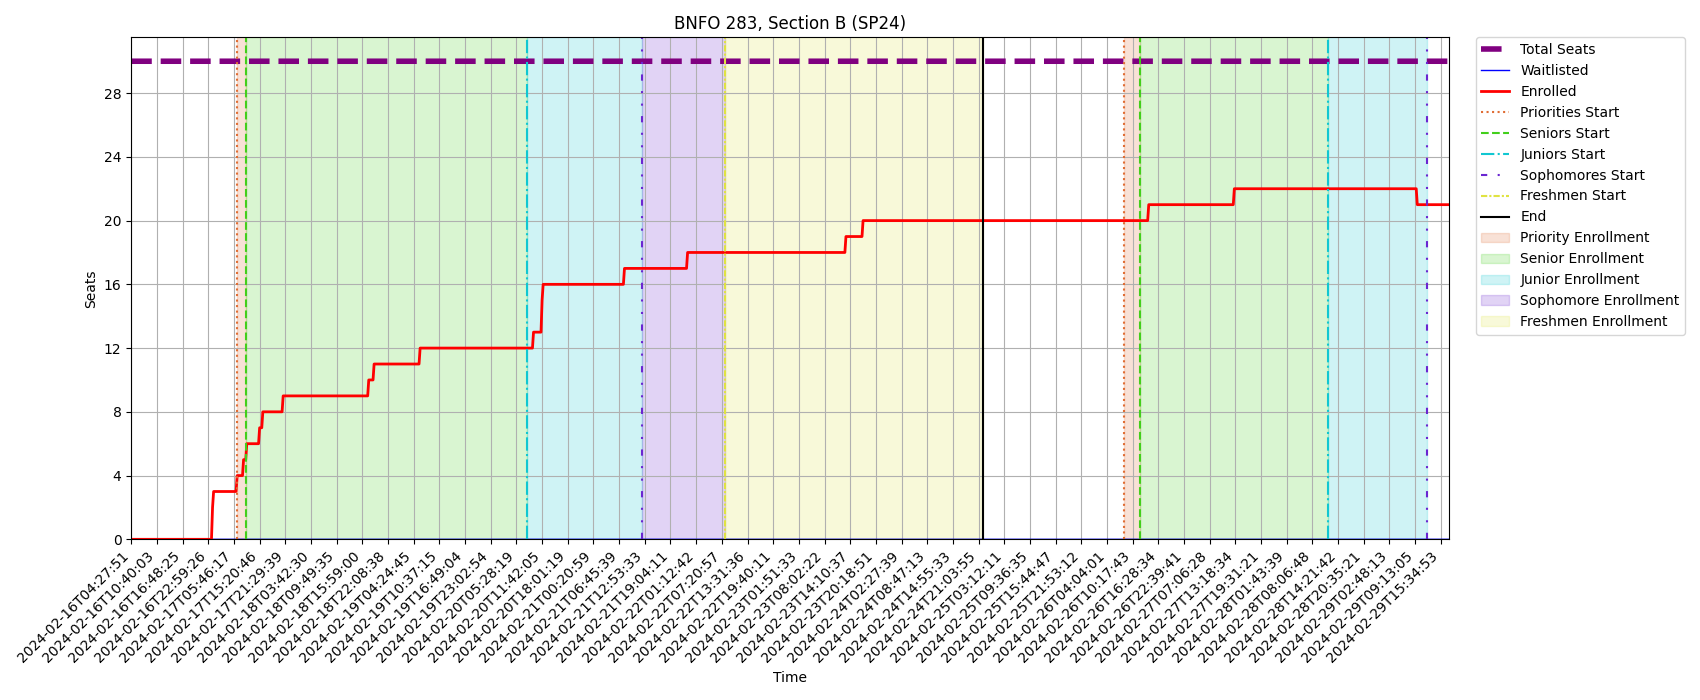 BNFO 283, Section B (SP24)
Total Seats
Waitlisted
Enrolled
Priorities Start
Seniors Start
Juniors Start
Sophomores Start
Freshmen Start
End
Priority Enrollment
Senior Enrollment
Junior Enrollment
Sophomore Enrollment
Freshmen Enrollment
Seats
28
24
20
16
12
8
4
0
2024-02-16T04:27:51
2024-02-16T10:40:03
2024-02-16T16:48:25
2024-02-16T22:59:26
2024-02-17T05:46:17
2024-02-17T15:20:46
2024-02-17T21:29:39
2024-02-18T03:42:30
2024-02-18T09:49:35
2024-02-18T15:59:00
2024-02-18T22:08:38
2024-02-19T04:24:45
2024-02-19T10:37:15
2024-02-19T16:49:04
2024-02-19T23:02:54
2024-02-20T05:28:19
2024-02-20T11:42:05
2024-02-20T18:01:19
2024-02-21T00:20:59
2024-02-21T06:45:39
2024-02-21T12:53:33
2024-02-21T19:04:11
2024-02-22T01:12:42
2024-02-22T07:20:57
2024-02-22T13:31:36
2024-02-22T19:40:11
2024-02-23T01:51:33
2024-02-23T08:02:22
2024-02-23T14:10:37
2024-02-23T20:18:51
2024-02-24T02:27:39
2024-02-24T08:47:13
2024-02-24T14:55:33
2024-02-24T21:03:55
2024-02-25T03:12:11
2024-02-25T09:36:35
2024-02-25T15:44:47
2024-02-25T21:53:12
2024-02-26T04:04:01
2024-02-26T10:17:43
2024-02-26T16:28:34
2024-02-26T22:39:41
2024-02-27T07:06:28
2024-02-27T13:18:34
2024-02-27T19:31:21
2024-02-28T01:43:39
2024-02-28T08:06:48
2024-02-28T14:21:42
2024-02-28T20:35:21
2024-02-29T02:48:13
2024-02-29T09:13:05
2024-02-29T15:34:53
Time